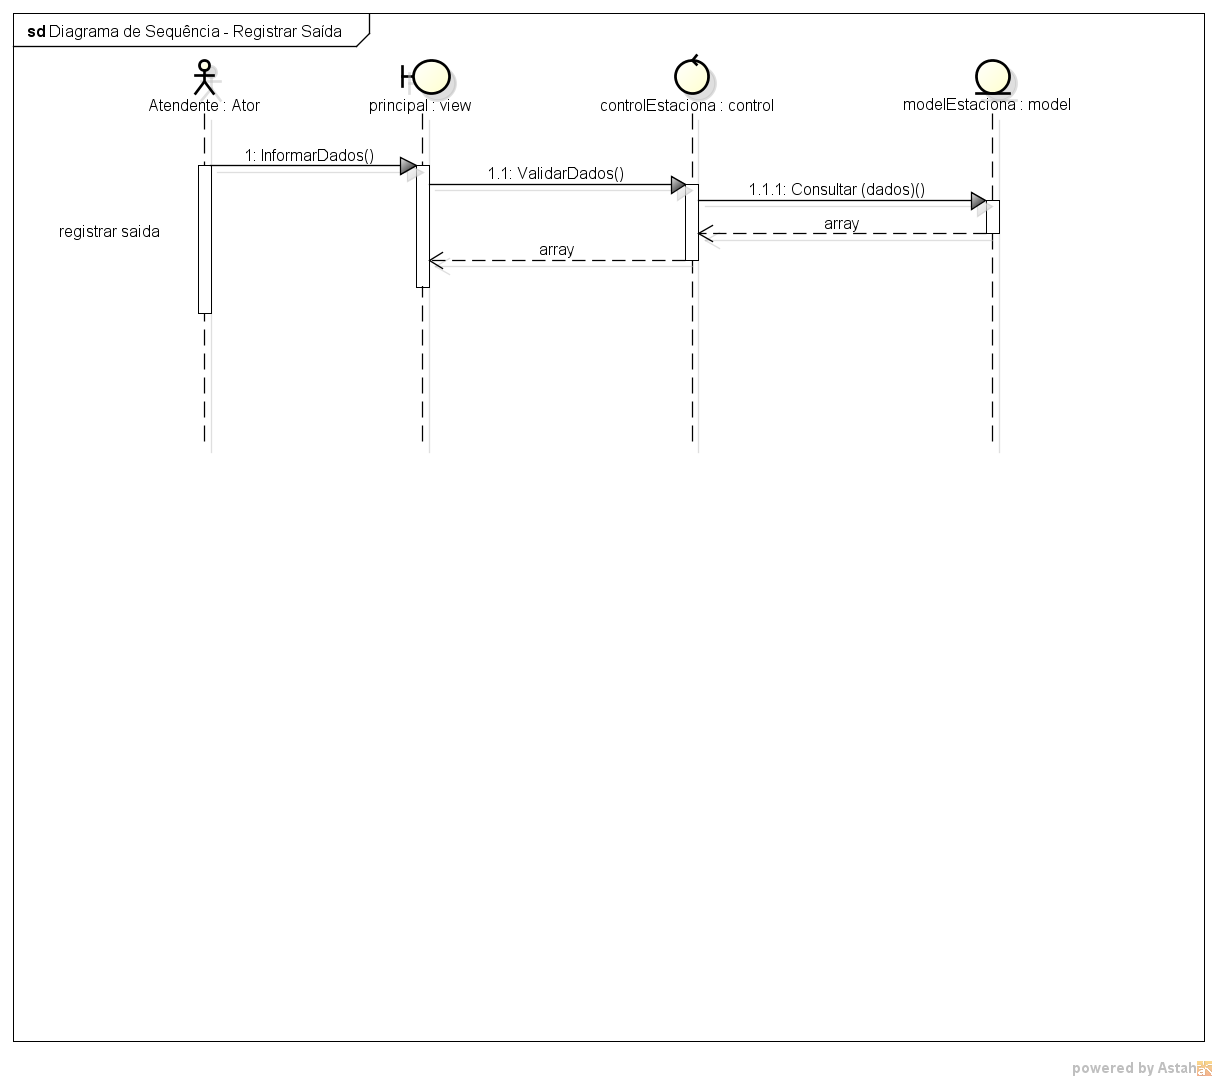 sd Diagrama de Sequência - Registrar Saída
Atendente : Ator
principal : view
controlEstaciona : control
modelEstaciona : model
1: InformarDados()
1.1: ValidarDados()
1.1.1: Consultar (dados)()
array
registrar saida
array
powered by Astah